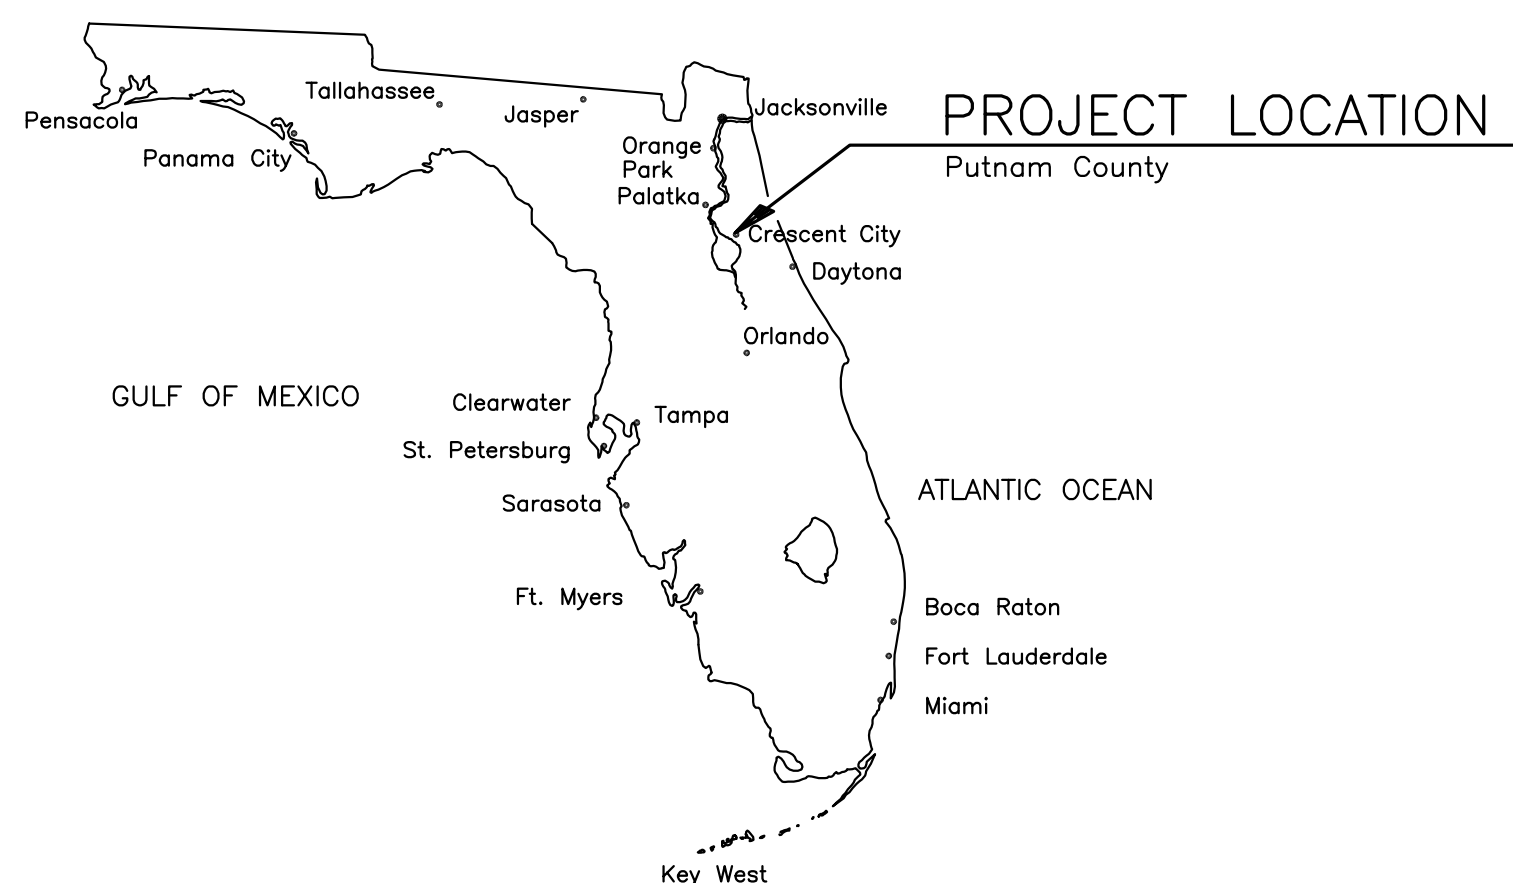 Tallahassee
Jasper
Jacksonville
PROJECT LOCATION
Pensacola
Panama City
Orange
Park
Putnam County
Palatka
Crescent City
Daytona
Orlando
GULF OF MEXICO
Clearwater
Tampa
St. Petersburg
ATLANTIC OCEAN
Sarasota
Ft. Myers
Boca Raton
Fort Lauderdale
Miami
Key West